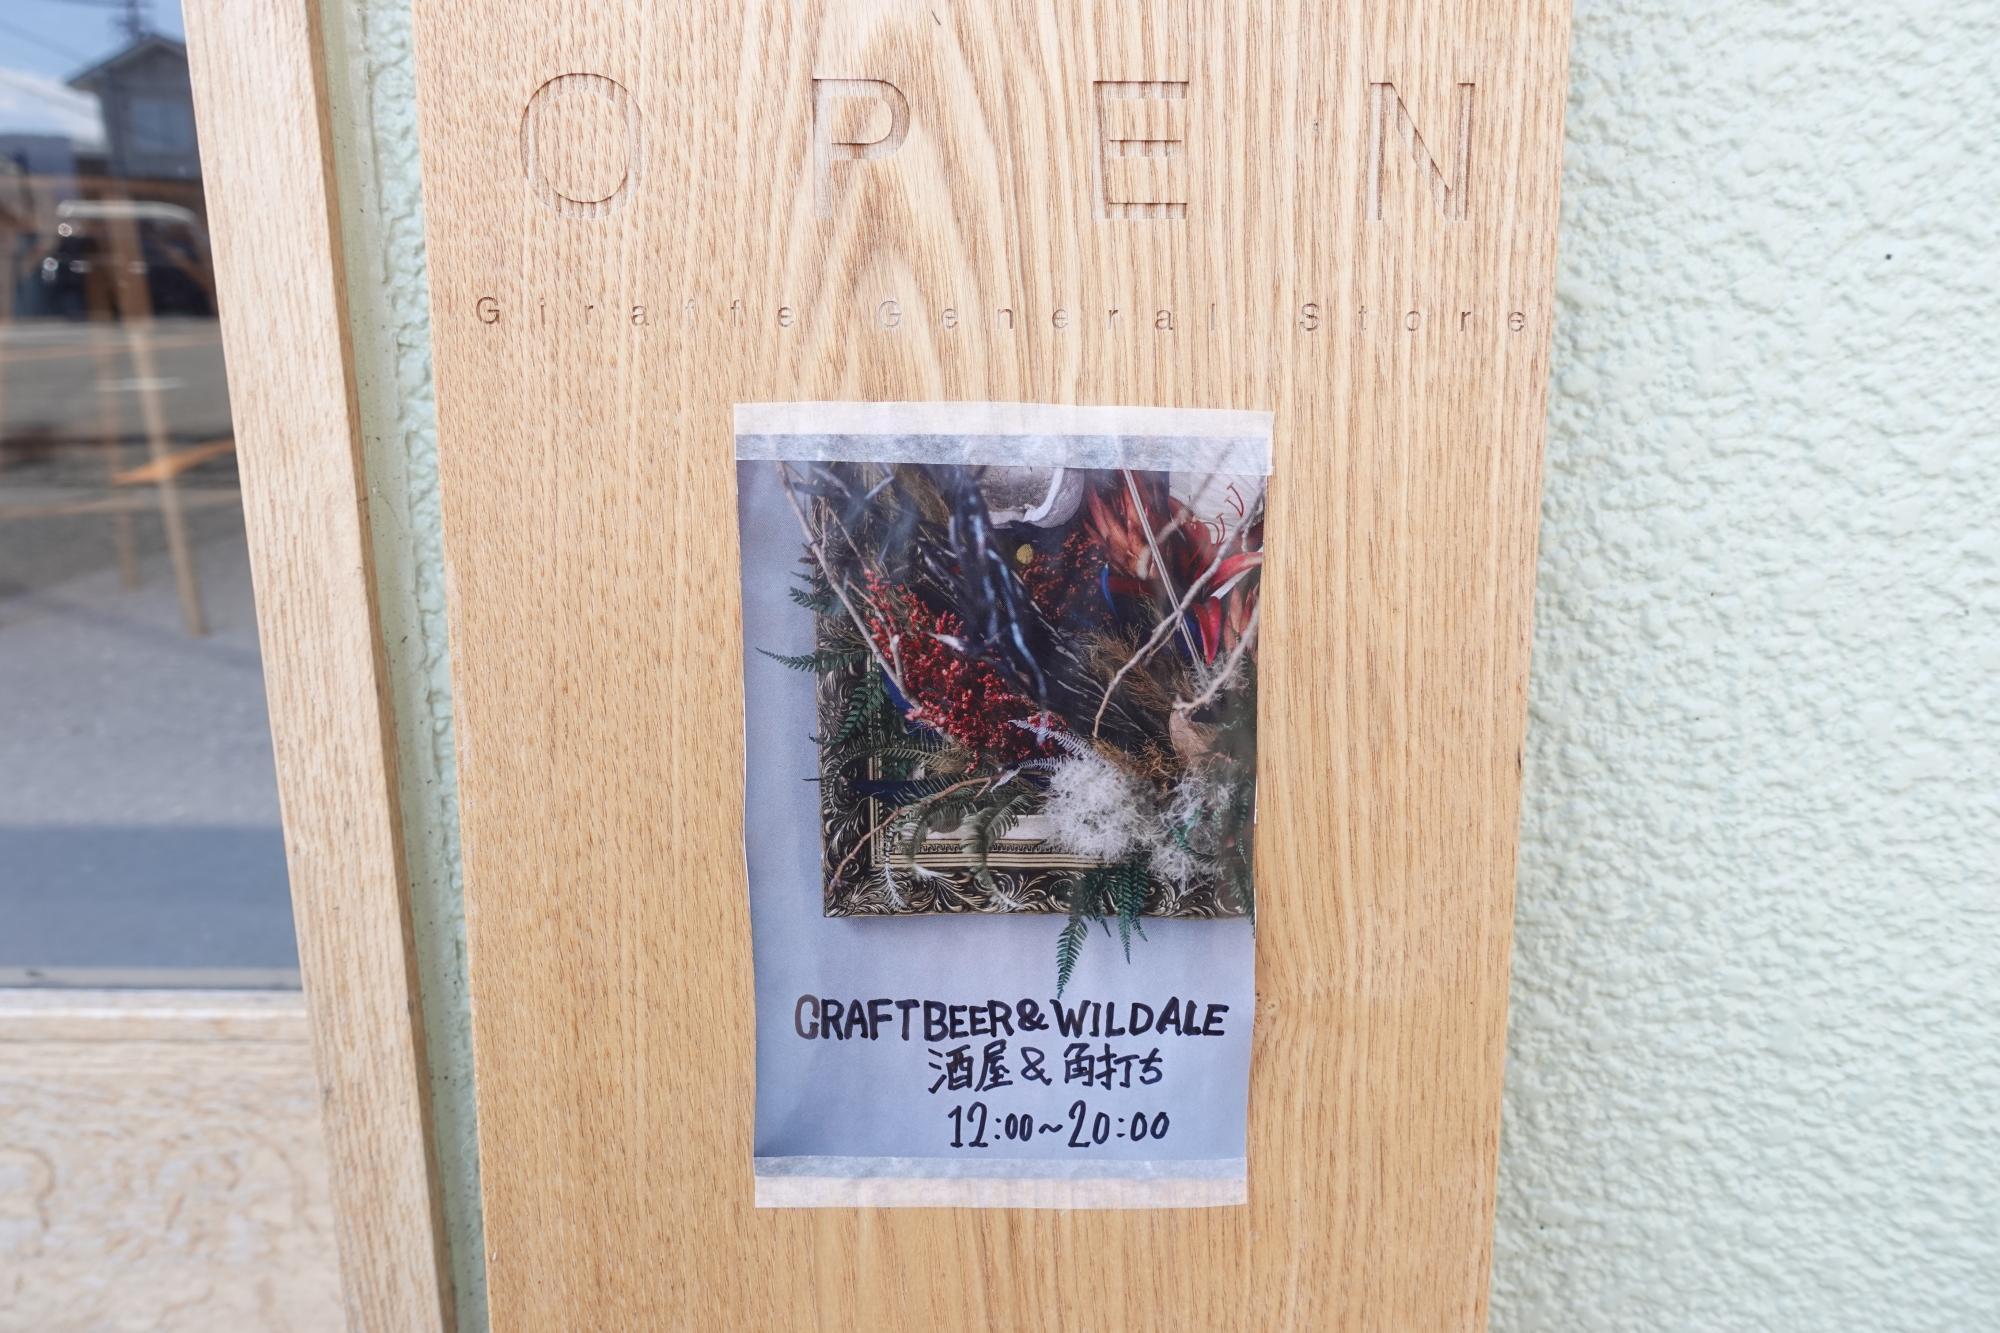 OPEN
Giraffe General Store
CRAFTBEER&WILDALE
酒屋&角打ち
12:00~20:00